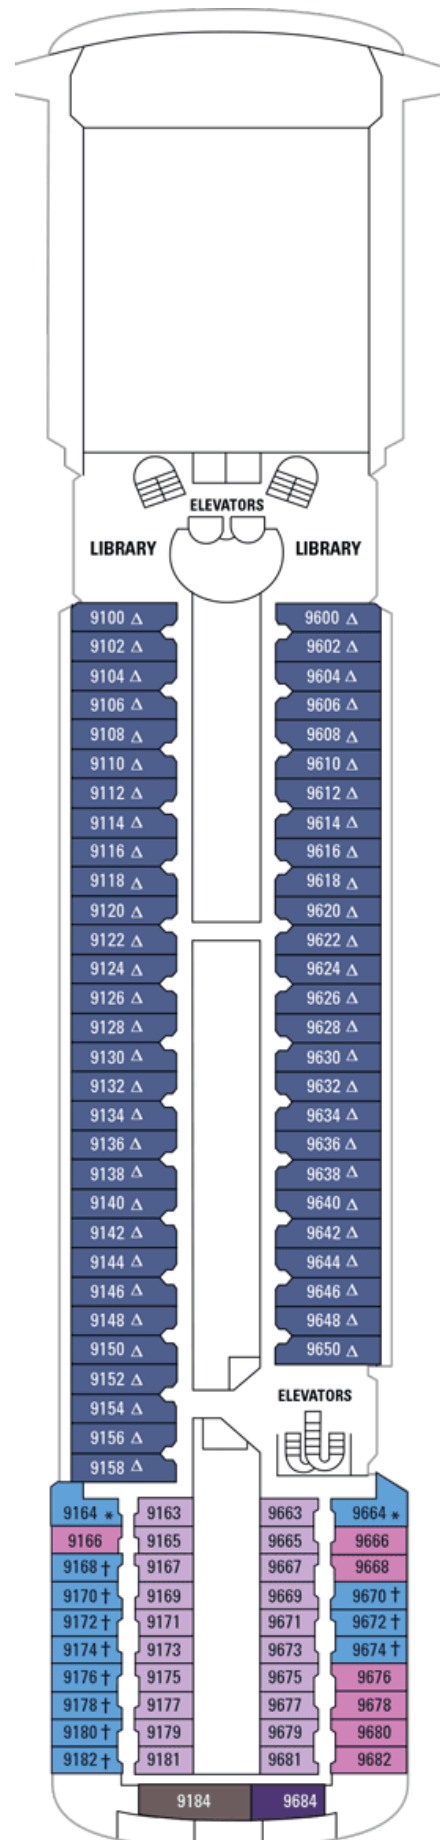 ELEVATORS
LIBRARY LIBRARY
9100 Δ 9600 Δ
9102 Δ 9602 Δ
9104 Δ 9604 Δ
9106 Δ 9606 Δ
9108 Δ 9608 Δ
9110 Δ 9610 Δ
9112 Δ 9612 Δ
9114 Δ 9614 Δ
9116 Δ 9616 Δ
9118 Δ 9618 Δ
9120 Δ 9620 Δ
9122 Δ 9622 Δ
9124 Δ 9624 Δ
9126 Δ 9626 Δ
9128 Δ 9628 Δ
9130 Δ 9630 Δ
9132 Δ 9632 Δ
9134 Δ 9634 Δ
9136 Δ 9636 Δ
9138 Δ 9638 Δ
9140 Δ 9640 Δ
9142 Δ 9642 Δ
9144 Δ 9644 Δ
9146 Δ 9646 Δ
9148 Δ 9648 Δ
9150 Δ 9650 Δ
9152 Δ
ELEVATORS
9154 Δ
9156 Δ
9158 Δ
9164 * 9163 9663 9664 *
9166 9165 9665 9666
9168 † 9167 9667 9668
9170 † 9169 9669 9670 †
9172 † 9171 9671 9672 †
9174 † 9173 9673 9674 †
9176 † 9175 9675 9676
9178 † 9177 9677 9678
9180 † 9179 9679 9680
9182 † 9181 9681 9682
9184 9684